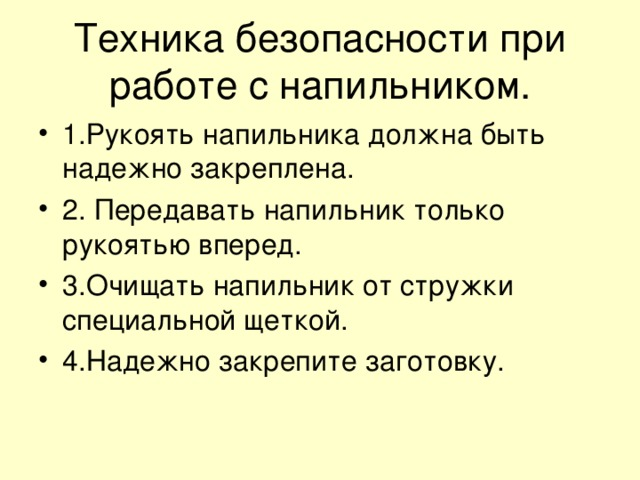 Техника безопасности при
работе с напильником.
• 1.Рукоять напильника должна быть
надежно закреплена.
• 2. Передавать напильник только
рукоятью вперед.
• 3.Очищать напильник от стружки
специальной щеткой.
• 4.Надежно закрепите заготовку.